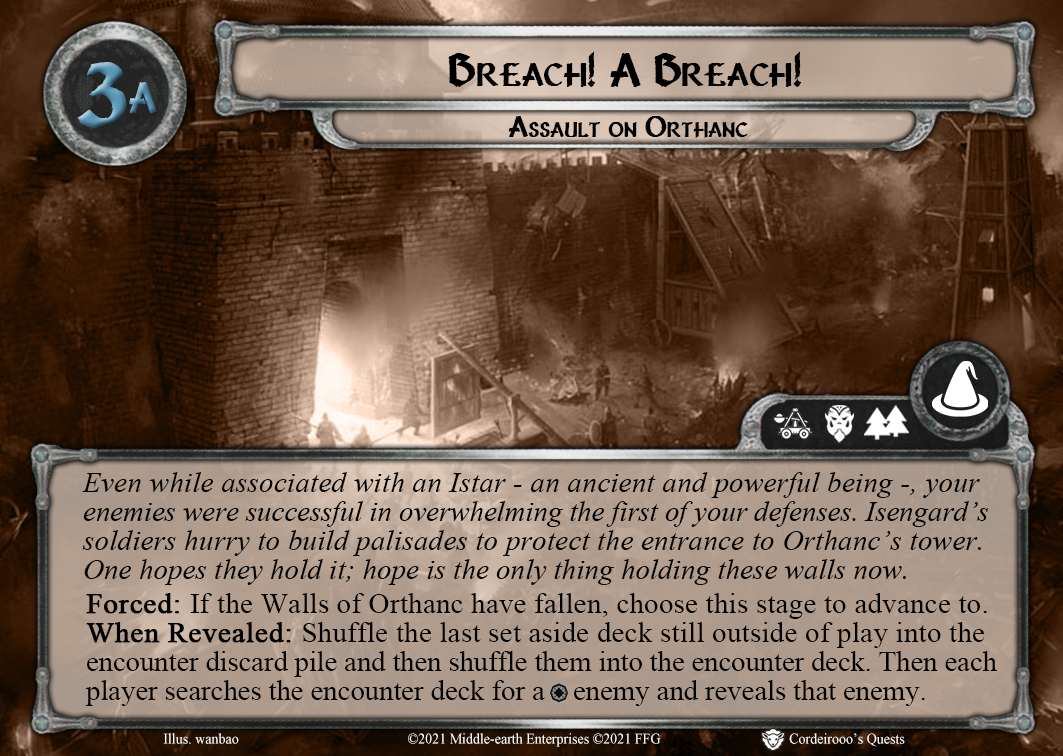 3A
Breach! A Breach!
Assault on Orthanc
Even while associated with an Istar - an ancient and powerful being -, your
enemies were successful in overwhelming the first of your defenses. Isengard's
soldiers hurry to build palisades to protect the entrance to Orthanc's tower.
One hopes they hold it; hope is the only thing holding these walls now.
Forced: If the Walls of Orthanc have fallen, choose this stage to advance to.
When Revealed: Shuffle the last set aside deck still outside of play into the
encounter discard pile and then shuffle them into the encounter deck. Then each
player searches the encounter deck for a enemy and reveals that enemy.
Illus. wanbao
©2021 Middle-earth Enterprises ©2021 FFG
Cordeirooo's Quests